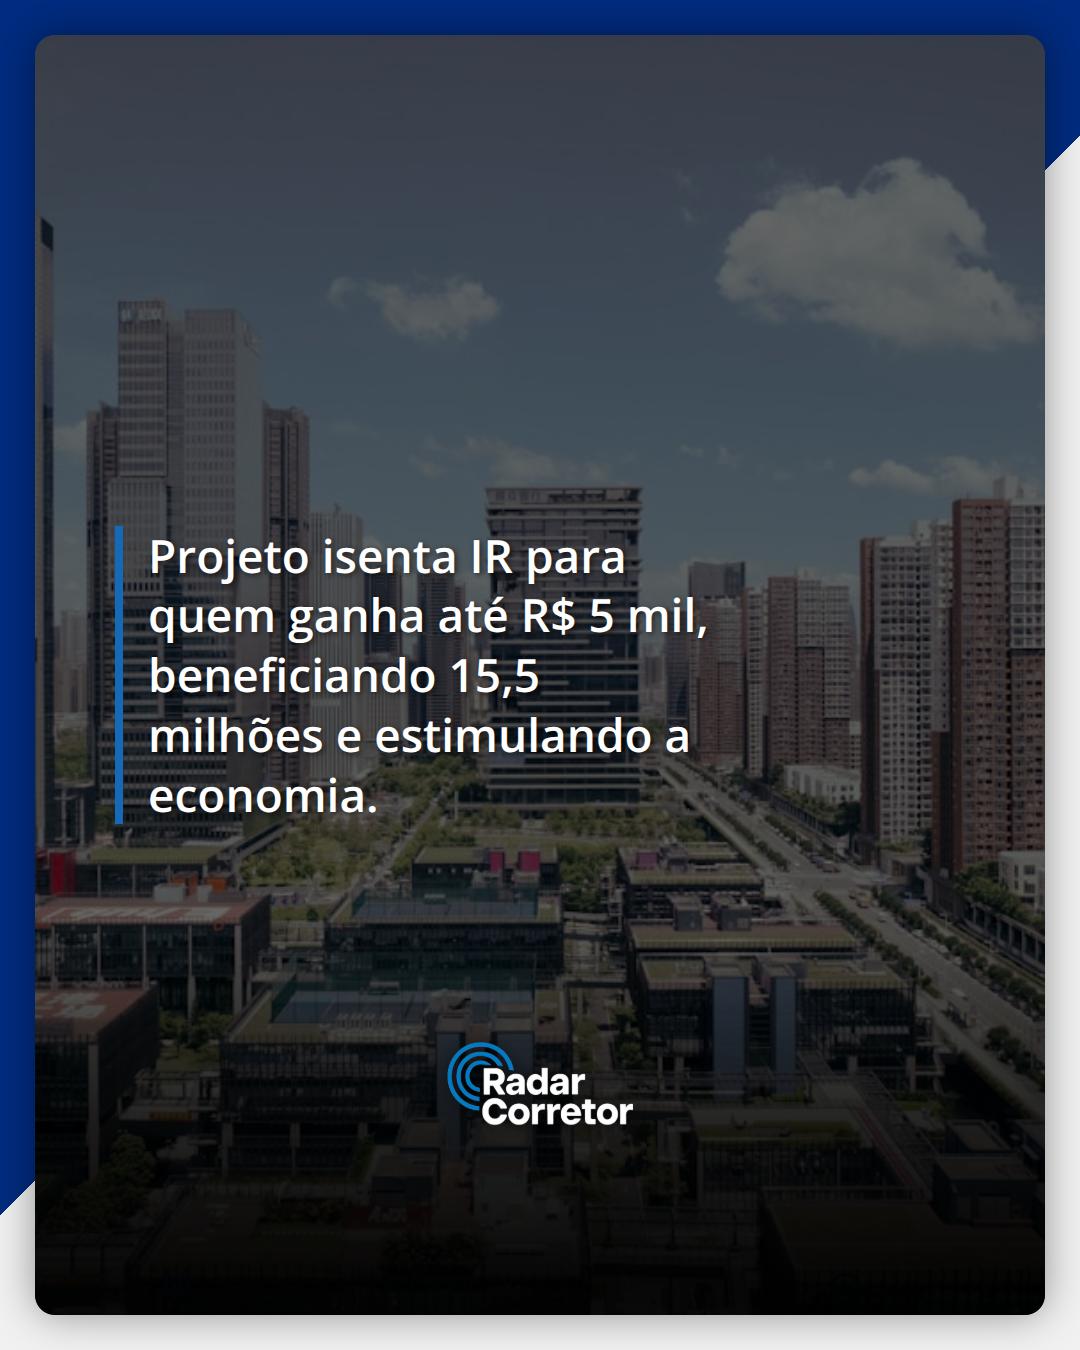 Projeto isenta IR para
quem ganha até R$ 5 mil,
beneficiando 15,5
milhões e estimulando a
economia.
Radar
Corretor